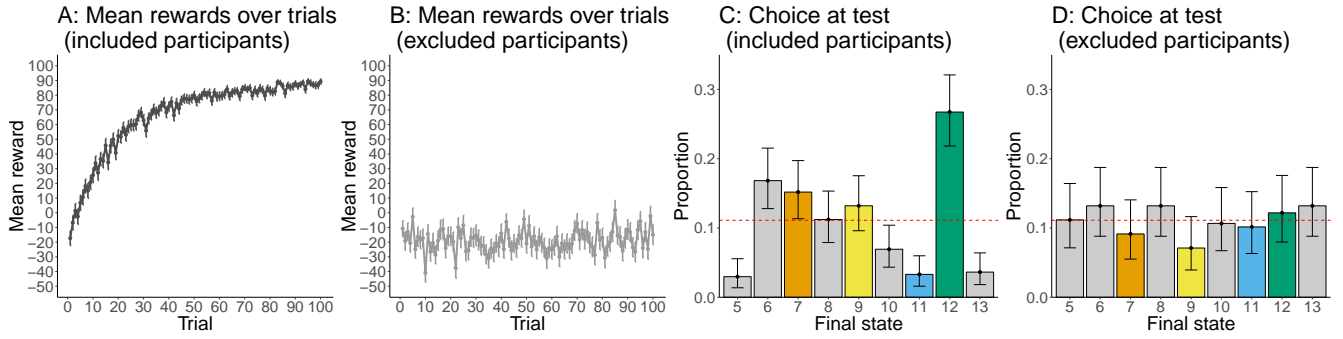 A: Mean rewards over trials
(included participants)
100
90
80
70
60
50
40
30
20
10
0
−10
−20
−30
−40
−50
Mean reward
0 10 20 30 40 50 60 70 80 90 100
Trial
B: Mean rewards over trials
(excluded participants)
100
90
80
70
60
50
40
30
20
10
0
−10
−20
−30
−40
−50
Mean reward
0 10 20 30 40 50 60 70 80 90 100
Trial
C: Choice at test
(included participants)
0.3
0.2
0.1
0.0
Proportion
5 6 7 8 9 10 11 12 13
Final state
D: Choice at test
(excluded participants)
0.3
0.2
0.1
0.0
Proportion
5 6 7 8 9 10 11 12 13
Final state